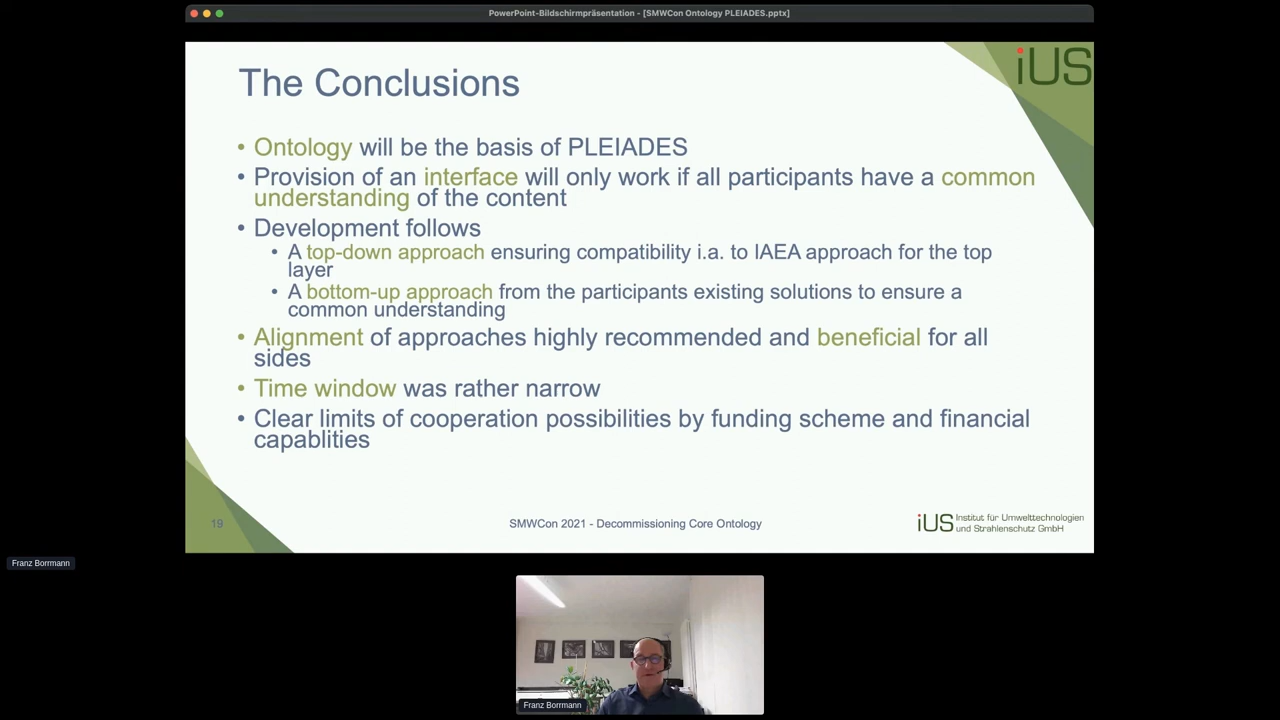 PowerPoint-Bildschirmpräsentation - [SMWCon Ontology PLEIADES.pptx]
iUS
The Conclusions
• Ontology will be the basis of PLEIADES
• Provision of an interface will only work if all participants have a common
understanding of the content
• Development follows
• A top-down approach ensuring compatibility i.a. to IAEA approach for the top
layer
• A bottom-up approach from the participants existing solutions to ensure a
common understanding
• Alignment of approaches highly recommended and beneficial for all
sides
• Time window was rather narrow
• Clear limits of cooperation possibilities by funding scheme and financial
capablities
19
SMWCon 2021 - Decommissioning Core Ontology
iUS Institut für Umwelttechnologien
und Strahlenschutz GmbH
Franz Borrmann
Franz Borrmann